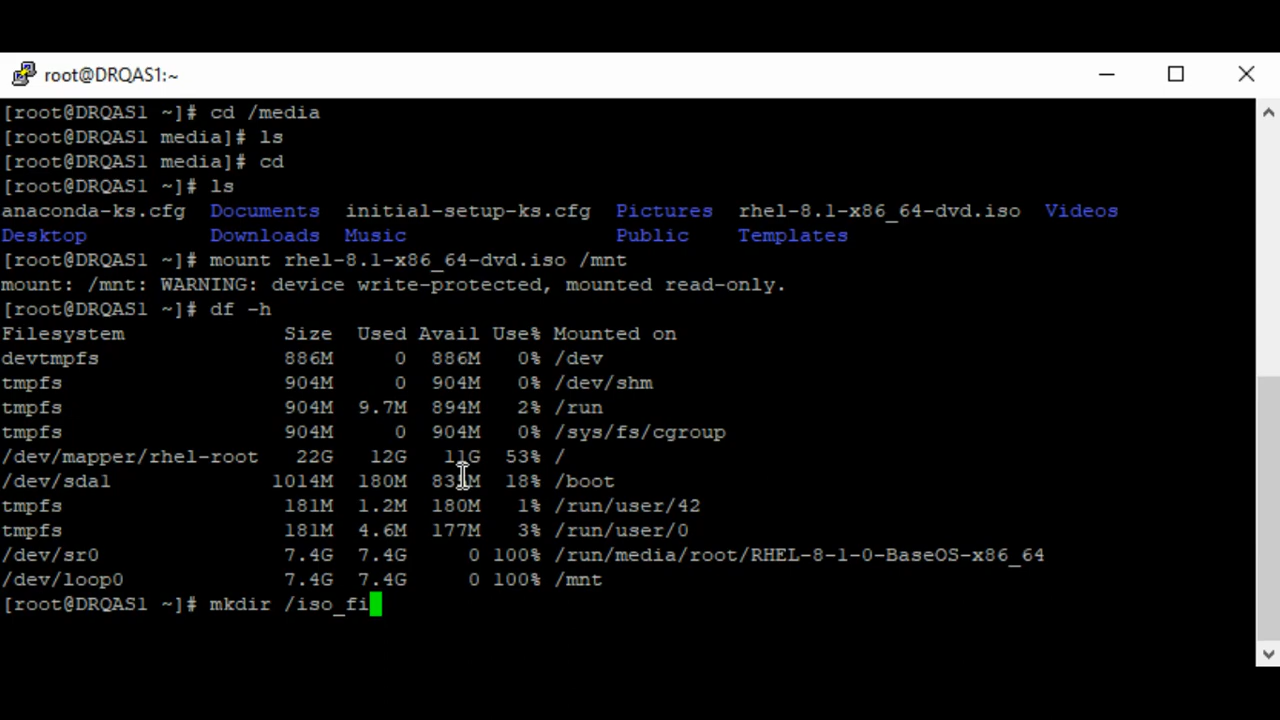 root@DRQAS1:~
[root@DRQAS1 ~]# cd /media
[root@DRQAS1 media]# ls
[root@DRQAS1 media]# cd
[root@DRQAS1 ~]# ls
anaconda-ks.cfg  Documents  initial-setup-ks.cfg  Pictures  rhel-8.1-x86_64-dvd.iso  Videos
Desktop          Downloads  Music                 Public    Templates
[root@DRQAS1 ~]# mount rhel-8.1-x86_64-dvd.iso /mnt
mount: /mnt: WARNING: device write-protected, mounted read-only.
[root@DRQAS1 ~]# df -h
Filesystem             Size  Used Avail Use% Mounted on
devtmpfs               886M     0  886M   0% /dev
tmpfs                  904M     0  904M   0% /dev/shm
tmpfs                  904M  9.7M  894M   2% /run
tmpfs                  904M     0  904M   0% /sys/fs/cgroup
/dev/mapper/rhel-root   22G   12G   11G  53% /
/dev/sda1             1014M  180M        18% /boot
tmpfs                  181M  1.2M  180M   1% /run/user/42
tmpfs                  181M  4.6M  177M   3% /run/user/0
/dev/sr0               7.4G  7.4G     0 100% /run/media/root/RHEL-8-1-0-BaseOS-x86_64
/dev/loop0             7.4G  7.4G     0 100% /mnt
[root@DRQAS1 ~]# mkdir /iso_fi